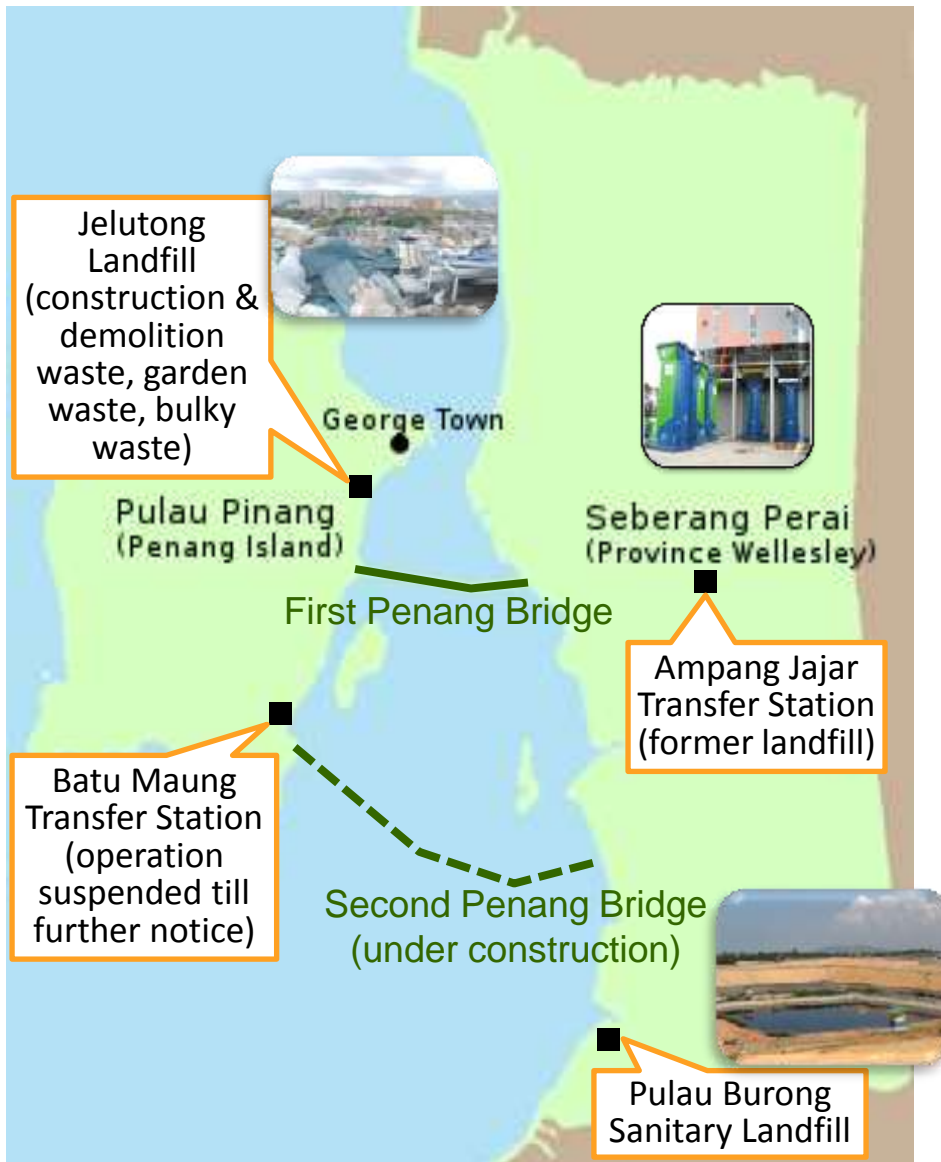 Jelutong
Landfill
(construction &
demolition
waste, garden
waste, bulky
waste)
George Town
Pulau Pinang
(Penang Island)
Seberang Perai
(Province Wellesley)
First Penang Bridge
Ampang Jajar
Transfer Station
(former landfill)
Batu Maung
Transfer Station
(operation
suspended till
further notice)
Second Penang Bridge
(under construction)
Pulau Burong
Sanitary Landfill